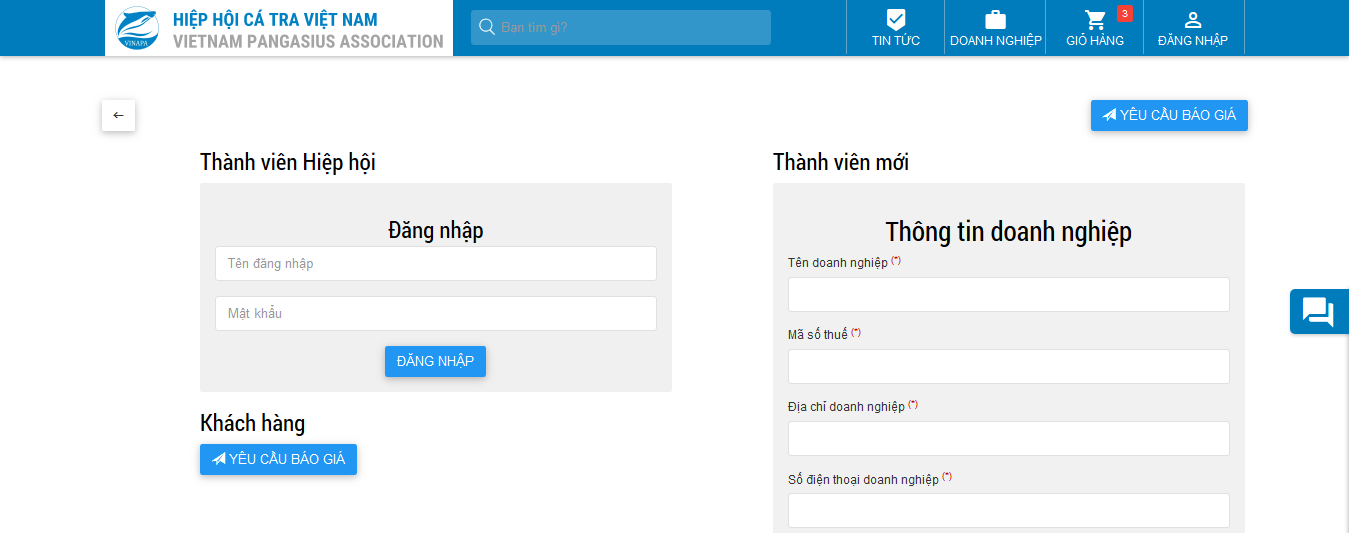 HIỆP HỘI CÁ TRA VIỆT NAM
VIETNAM PANGASIUS ASSOCIATION
VINAPA
Bạn tìm gì?
TIN TỨC
DOANH NGHIỆP
3
GIỎ HÀNG
ĐĂNG NHẬP
←
YÊU CẦU BÁO GIÁ
Thành viên Hiệp hội
Đăng nhập
Tên đăng nhập
Mật khẩu
ĐĂNG NHẬP
Khách hàng
YÊU CẦU BÁO GIÁ
Thành viên mới
Thông tin doanh nghiệp
Tên doanh nghiệp (*)
Mã số thuế (*)
Địa chỉ doanh nghiệp (*)
Số điện thoại doanh nghiệp (*)